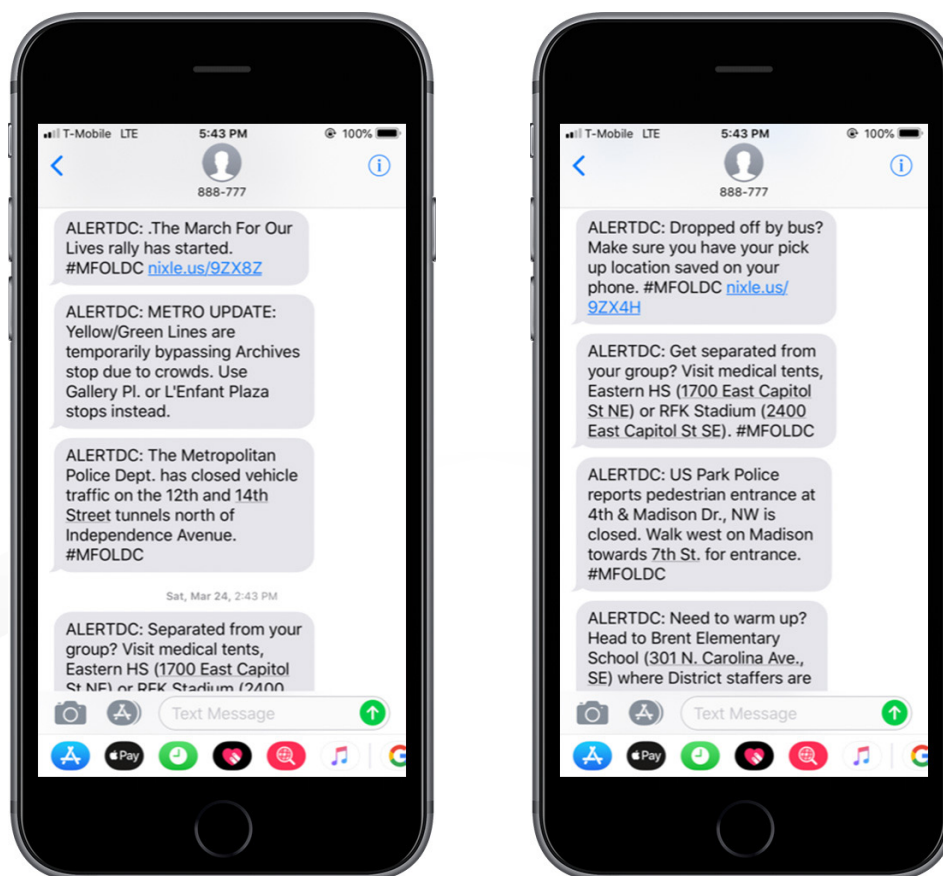 T-Mobile LTE 5:43 PM 100%
888-777
ALERTDC: .The March For Our
Lives rally has started.
#MFOLDC nixle.us/9ZX8Z
ALERTDC: METRO UPDATE:
Yellow/Green Lines are
temporarily bypassing Archives
stop due to crowds. Use
Gallery Pl. or L'Enfant Plaza
stops instead.
ALERTDC: The Metropolitan
Police Dept. has closed vehicle
traffic on the 12th and 14th
Street tunnels north of
Independence Avenue.
#MFOLDC
Sat, Mar 24, 2:43 PM
ALERTDC: Separated from your
group? Visit medical tents,
Eastern HS (1700 East Capitol
St NE) or RFK Stadium (2400
Text Message
Pay
T-Mobile LTE 5:43 PM 100%
888-777
ALERTDC: Dropped off by bus?
Make sure you have your pick
up location saved on your
phone. #MFOLDC nixle.us/
9ZX4H
ALERTDC: Get separated from
your group? Visit medical tents,
Eastern HS (1700 East Capitol
St NE) or RFK Stadium (2400
East Capitol St SE). #MFOLDC
ALERTDC: US Park Police
reports pedestrian entrance at
4th & Madison Dr., NW is
closed. Walk west on Madison
towards 7th St. for entrance.
#MFOLDC
ALERTDC: Need to warm up?
Head to Brent Elementary
School (301 N. Carolina Ave.,
SE) where District staffers are
Text Message
Pay